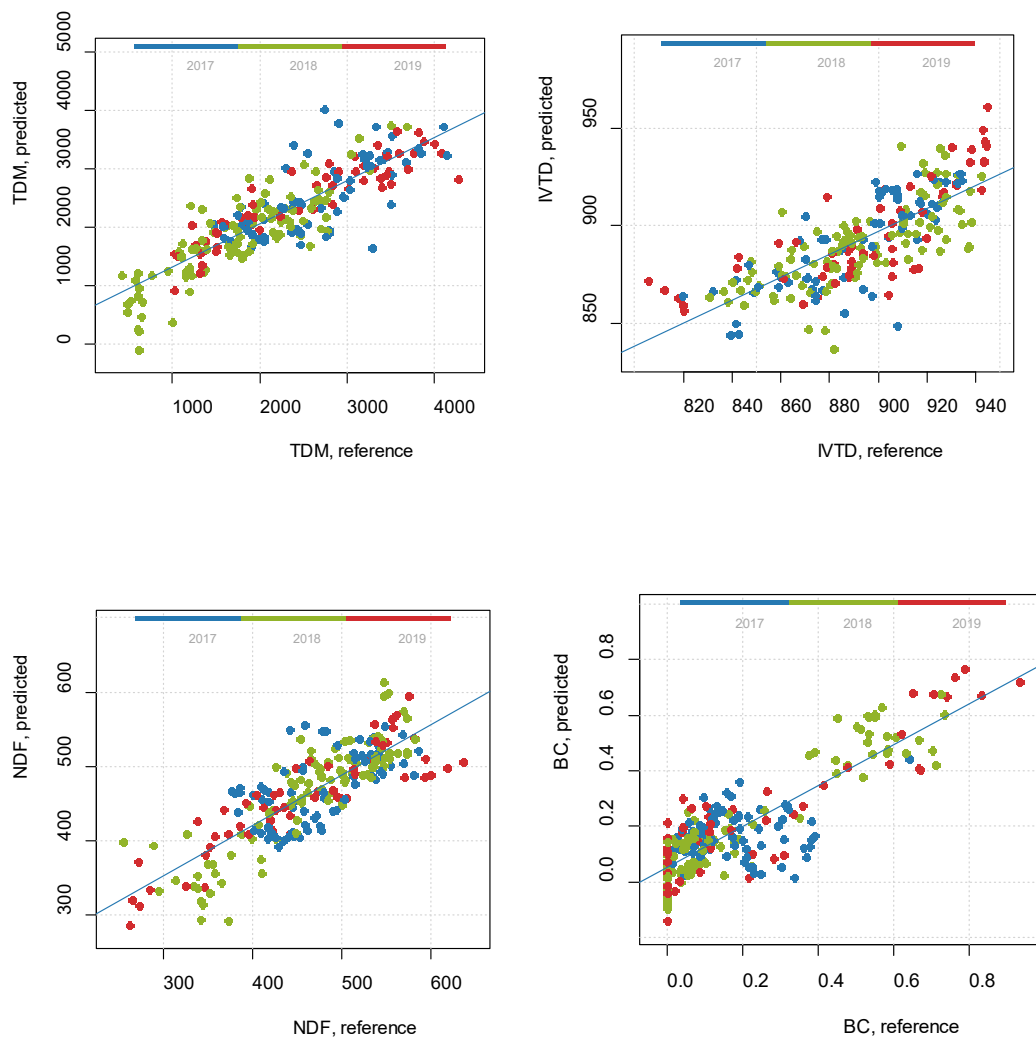 TDM, predicted
5000
4000
3000
2000
1000
0
2017 2018 2019
1000 2000 3000 4000
TDM, reference
IVTD, predicted
950
900
850
2017 2018 2019
820 840 860 880 900 920 940
IVTD, reference
NDF, predicted
600
500
400
300
2017 2018 2019
300 400 500 600
NDF, reference
BC, predicted
0.8
0.6
0.4
0.2
0.0
2017 2018 2019
0.0 0.2 0.4 0.6 0.8
BC, reference